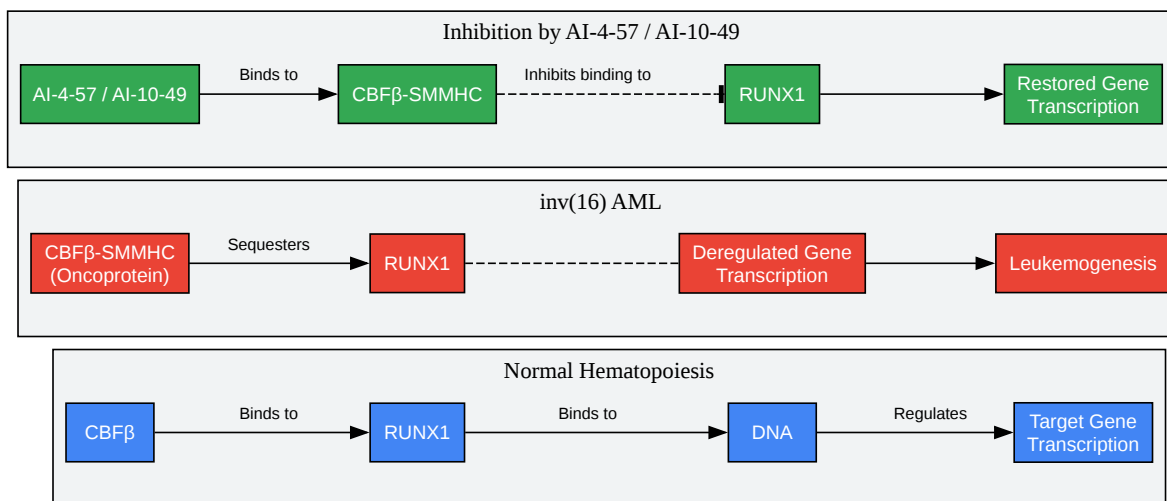 Inhibition by AI-4-57 / AI-10-49
AI-4-57 / AI-10-49
Binds to
CBFβ-SMMHC
Inhibits binding to
RUNX1
Restored Gene
Transcription
inv(16) AML
CBFβ-SMMHC
(Oncoprotein)
Sequesters
RUNX1
Deregulated Gene
Transcription
Leukemogenesis
Normal Hematopoiesis
CBFβ
Binds to
RUNX1
Binds to
DNA
Regulates
Target Gene
Transcription